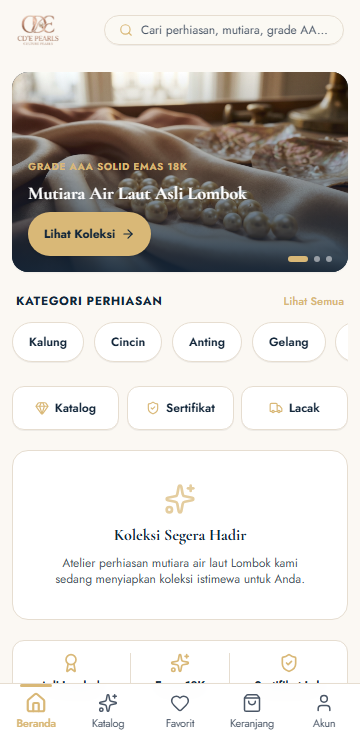 CD'E PEARLS
Cari perhiasan, mutiara, grade AA...
GRADE AAA SOLID EMAS 18K
Mutiara Air Laut Asli Lombok
Lihat Koleksi
KATEGORI PERHIASAN
Lihat Semua
Kalung
Cincin
Anting
Gelang
Katalog
Sertifikat
Lacak
Koleksi Segera Hadir
Atelier perhiasan mutiara air laut Lombok kami
sedang menyiapkan koleksi istimewa untuk Anda.
Beranda
Katalog
Favorit
Keranjang
Akun